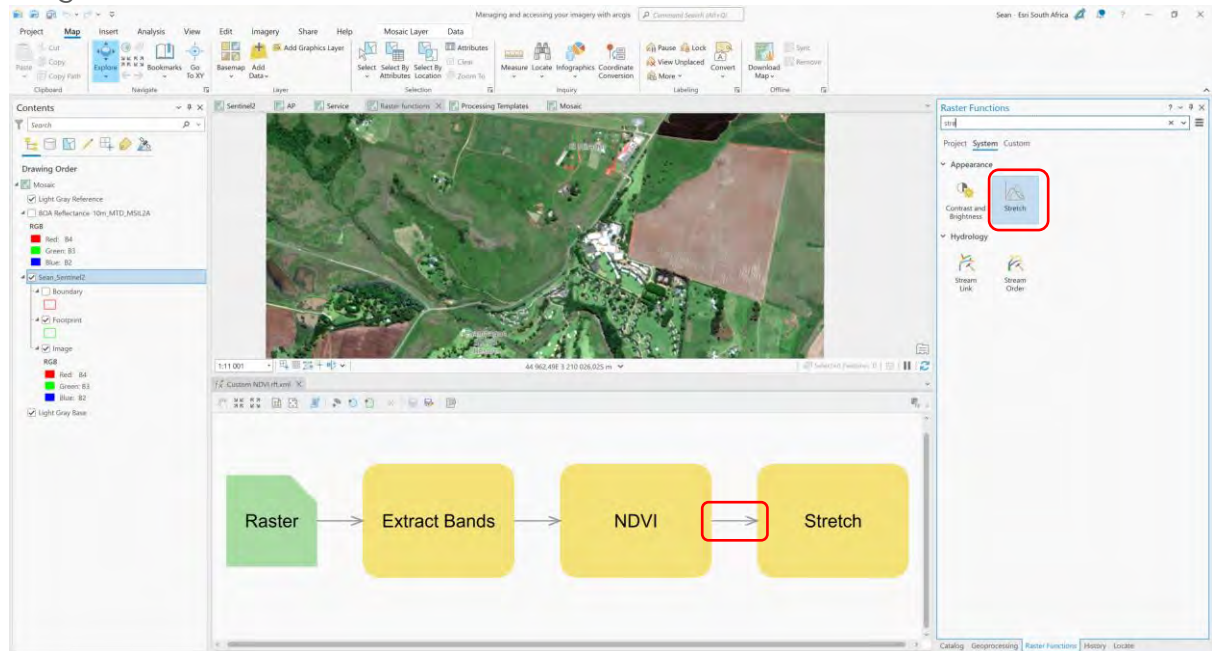 Managing and accessing your imagery with arcgis
Sean - Esri South Africa
Project Map Insert Analysis View Edit Imagery Share Help Mosaic Layer Data
Cut
Copy
Copy Path
Paste
Explore
Bookmarks
Go To XY
Basemap
Add Data
Add Graphics Layer
Select
Select By Attributes
Select By Location
Attributes
Clear
Zoom To
Measure
Locate
Infographics
Coordinate Conversion
Pause
Lock
View Unplaced
More
Convert
Download Map
Sync
Remove
Clipboard
Navigate
Layer
Selection
Inquiry
Labeling
Offline
Contents
Search
Drawing Order
Mosaic
Light Gray Reference
BOA Reflectance 10m_MTD_MSIL2A
RGB
Red: B4
Green: B3
Blue: B2
Sean_Sentinel2
Boundary
Footprint
Image
RGB
Red: B4
Green: B3
Blue: B2
Light Gray Base
Sentinel2 AP Service Raster functions Processing Templates Mosaic
1:11 001
44 962,49E 3 210 026,025 m
Selected Features: 0
Custom NDVI.rft.xml
Raster
Extract Bands
NDVI
Stretch
Raster Functions
stre
Project System Custom
Appearance
Contrast and Brightness
Stretch
Hydrology
Stream Link
Stream Order
Catalog Geoprocessing Raster Functions History Locate